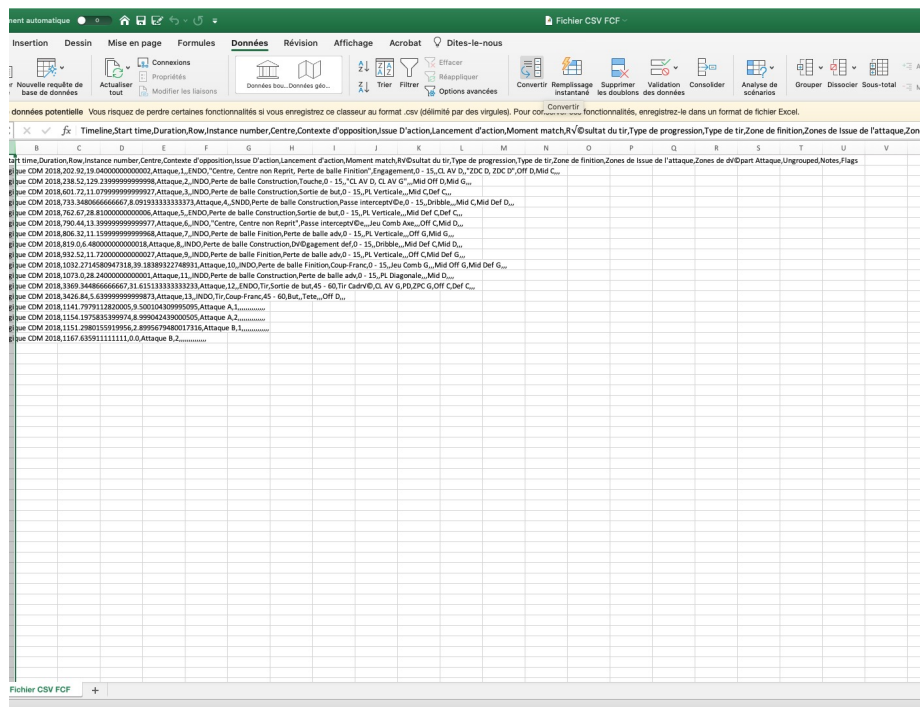 ment automatique
Fichier CSV FCF
Insertion Dessin Mise en page Formules Données Révision Affichage Acrobat Dites-le-nous
Nouvelle requête de base de données
Actualiser tout
Connexions
Propriétés
Modifier les liaisons
Données bou... Données géo...
Trier
Filtrer
Effacer
Réappliquer
Options avancées
Convertir
Remplissage instantané
Supprimer les doublons
Validation des données
Consolider
Analyse de scénarios
Grouper
Dissocier
Sous-total
données potentielle Vous risquez de perdre certaines fonctionnalités si vous enregistrez ce classeur au format .csv (délimité par des virgules). Pour conserver ces fonctionnalités, enregistrez-le dans un format de fichier Excel.
Convertir
fx Timeline,Start time,Duration,Row,Instance number,Centre,Contexte d'opposition,Issue D'action,Lancement d'action,Moment match,R√©sultat du tir,Type de progression,Type de tir,Zone de finition,Zones de Issue de l'attaque,Zon
B C D E F G H I J K L M N O P Q R S T U V
tart time,Duration,Row,Instance number,Centre,Contexte d'opposition,Issue D'action,Lancement d'action,Moment match,R√©sultat du tir,Type de progression,Type de tir,Zone de finition,Zones de Issue de l'attaque,Zones de d√©part Attaque,Ungrouped,Notes,Flags
gique CDM 2018,202.92,19.04000000000002,Attaque,1,,ENDO,"Centre, Centre non Reprit, Perte de balle Finition",Engagement,0 - 15,,CL AV D,,"ZDC D, ZDC D",Off D,Mid C,,,
gique CDM 2018,238.52,129.23999999999998,Attaque,2,,INDO,Perte de balle Construction,Touche,0 - 15,,"CL AV D, CL AV G",,,Mid Off D,Mid G,,,
gique CDM 2018,601.72,11.079999999999927,Attaque,3,,INDO,Perte de balle Construction,Sortie de but,0 - 15,,PL Verticale,,,Mid C,Def C,,,
gique CDM 2018,733.3480666666667,8.091933333333373,Attaque,4,,SNDO,Perte de balle Construction,Passe intercept√©e,0 - 15,,Dribble,,,Mid C,Mid Def D,,,
gique CDM 2018,762.67,28.81000000000006,Attaque,5,,ENDO,Perte de balle Construction,Sortie de but,0 - 15,,PL Verticale,,,Mid Def C,Def C,,,
gique CDM 2018,790.44,13.399999999999977,Attaque,6,,INDO,"Centre, Centre non Reprit",Passe intercept√©e,,,Jeu Comb Axe,,,Off C,Mid D,,,
gique CDM 2018,806.32,11.159999999999968,Attaque,7,,INDO,Perte de balle Finition,Perte de balle adv,0 - 15,,PL Verticale,,,Off G,Mid G,,,
gique CDM 2018,819.0,6.480000000000018,Attaque,8,,INDO,Perte de balle Construction,D√©gagement def,0 - 15,,Dribble,,,Mid Def C,Mid D,,,
gique CDM 2018,932.52,11.720000000000027,Attaque,9,,INDO,Perte de balle Finition,Perte de balle adv,0 - 15,,PL Verticale,,,Off C,Mid Def G,,,
gique CDM 2018,1032.2714580947318,39.18389322748931,Attaque,10,,INDO,Perte de balle Finition,Coup-Franc,0 - 15,,Jeu Comb G,,,Mid Off G,Mid Def G,,,
gique CDM 2018,1073.0,28.24000000000001,Attaque,11,,INDO,Perte de balle Construction,Perte de balle adv,0 - 15,,PL Diagonale,,,Mid D,,,,
gique CDM 2018,3369.344866666667,31.615133333333233,Attaque,12,,ENDO,Tir,Sortie de but,45 - 60,Tir Cadr√©,CL AV G,PD,ZPC G,Off C,Def C,,,
gique CDM 2018,3426.84,5.639999999999873,Attaque,13,,INDO,Tir,Coup-Franc,45 - 60,But,,Tete,,,Off D,,,
gique CDM 2018,1141.7979112820005,9.500104309995095,Attaque A,1,,,,,,,,,,,,,,
gique CDM 2018,1154.1975835399974,8.999042439000505,Attaque A,2,,,,,,,,,,,,,,
gique CDM 2018,1151.2980155919956,2.8995679480017316,Attaque B,1,,,,,,,,,,,,,,
gique CDM 2018,1167.635911111111,0.0,Attaque B,2,,,,,,,,,,,,,,
Fichier CSV FCF +